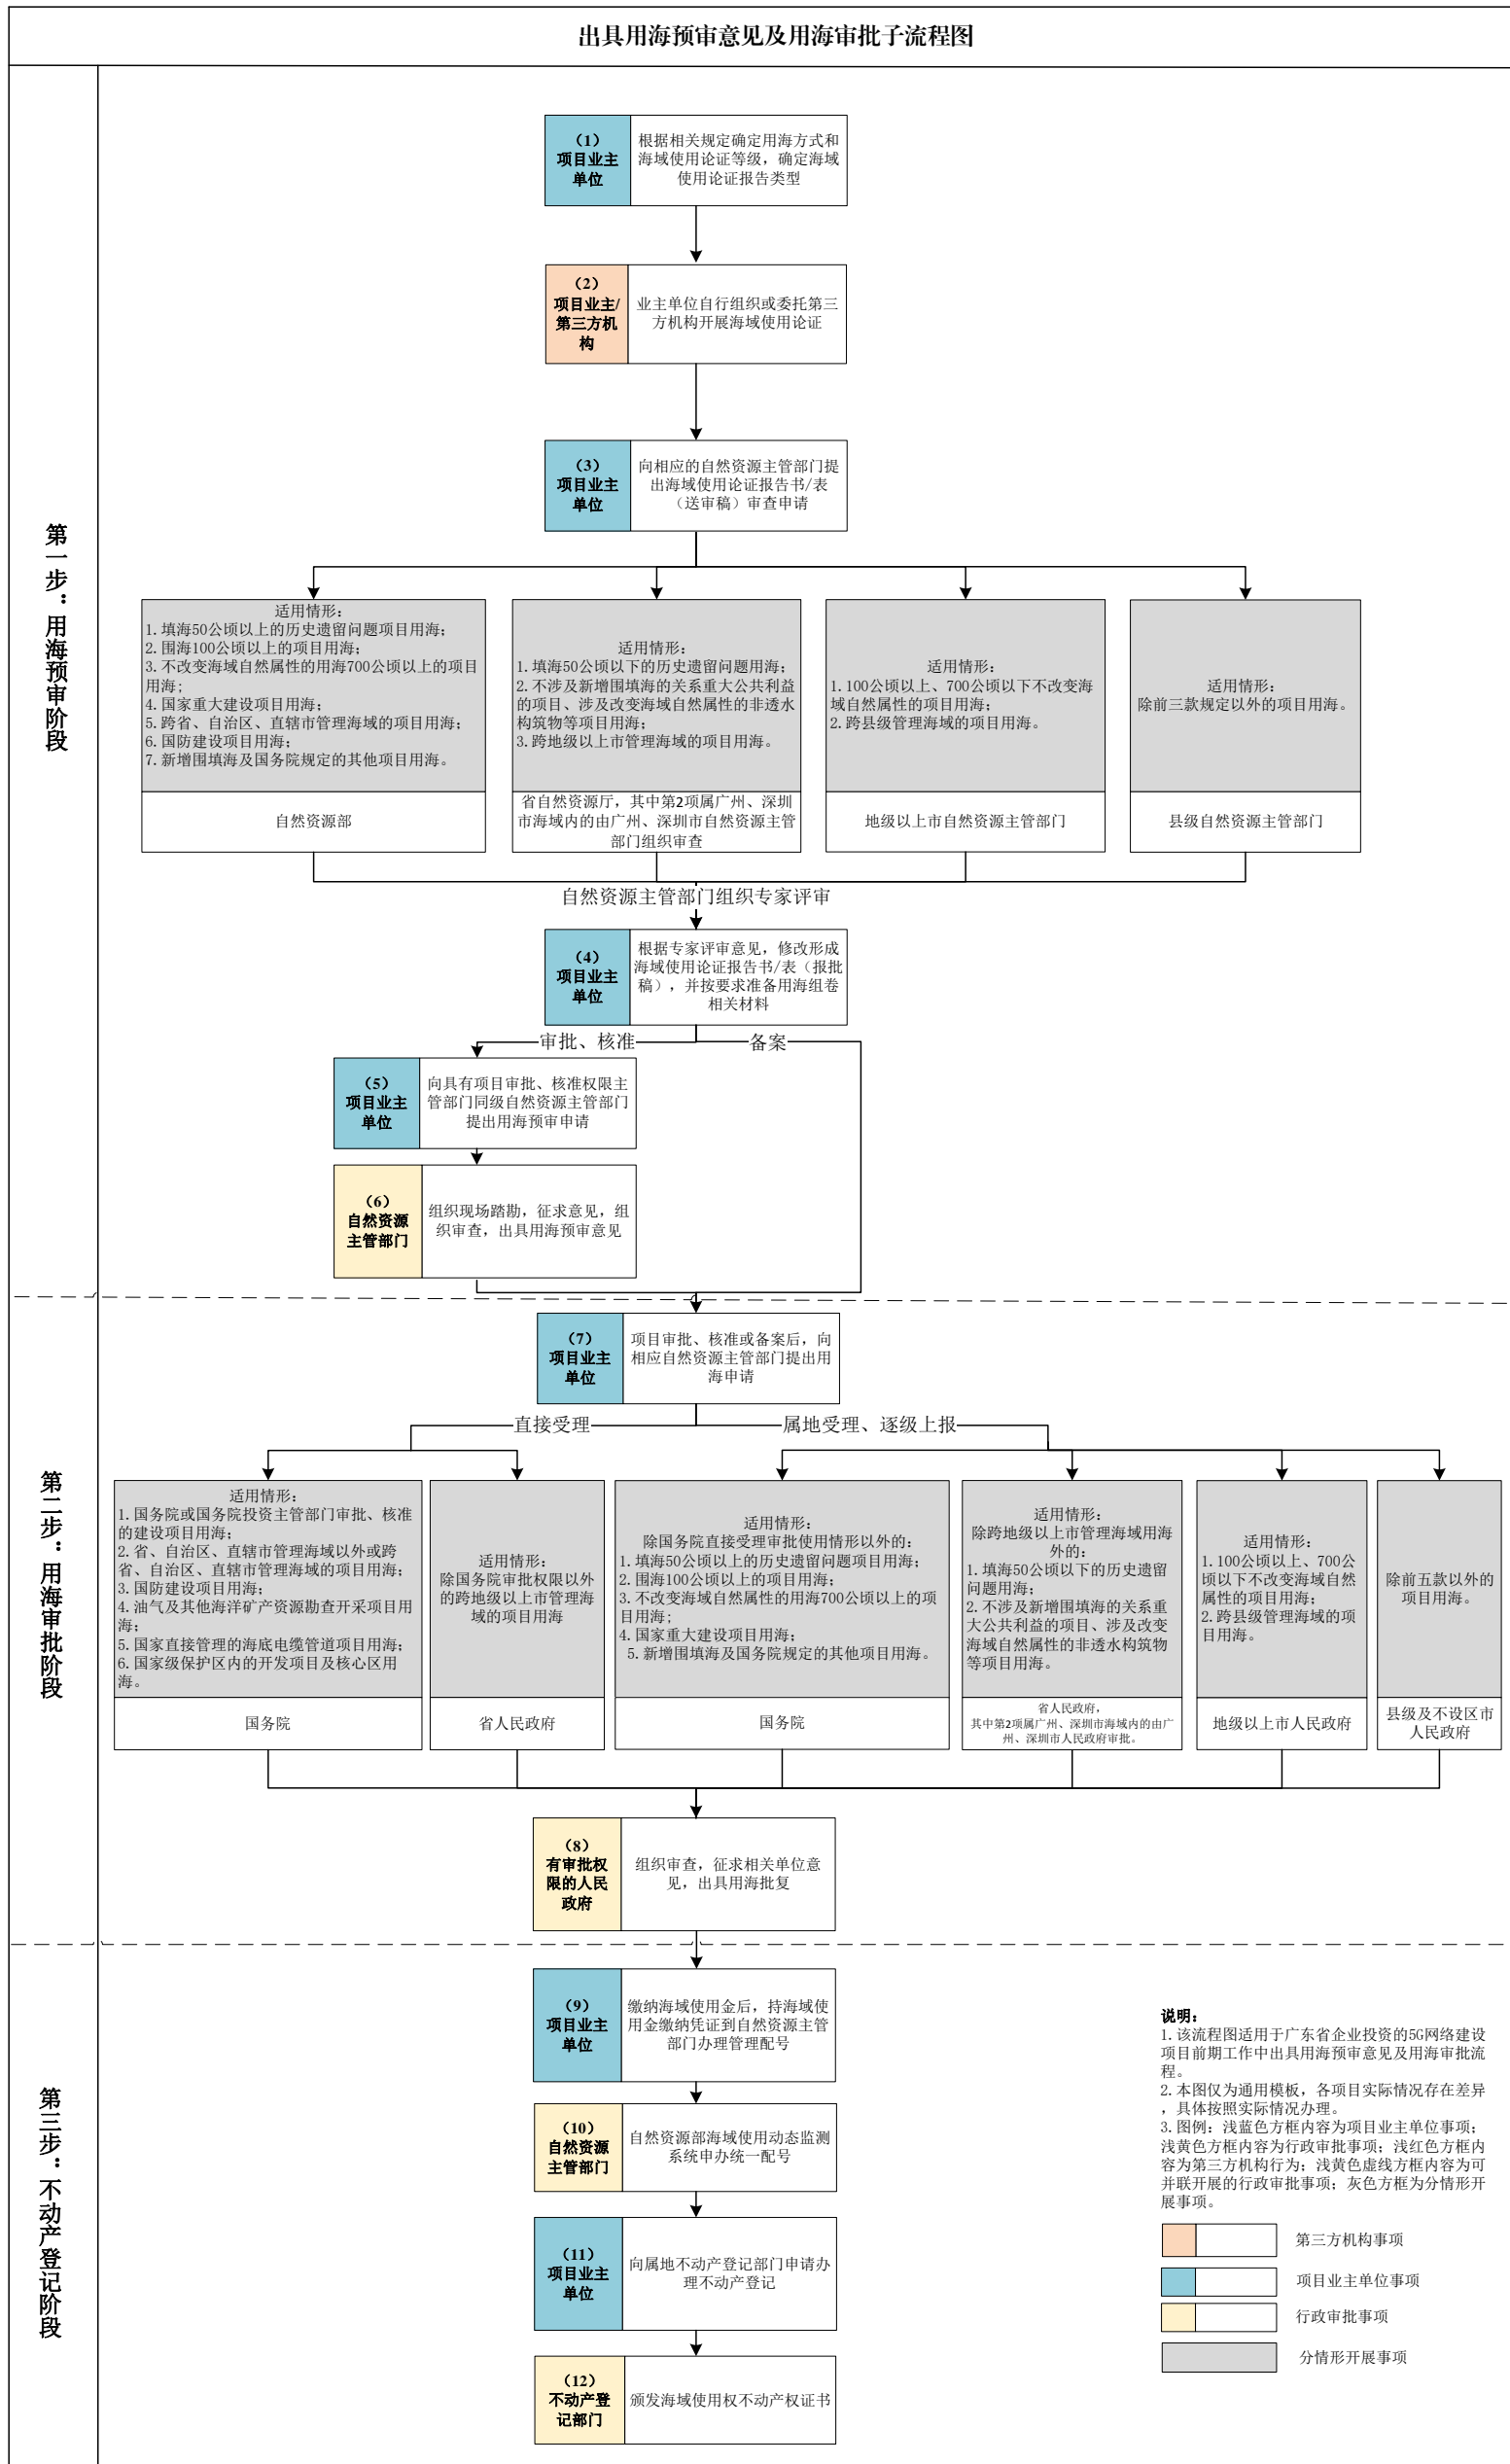 出具用海预审意见及用海审批子流程图
第一步：用海预审阶段
（1）
项目业主
单位
根据相关规定确定用海方式和
海域使用论证等级，确定海域
使用论证报告类型
（2）
项目业主/
第三方机
构
业主单位自行组织或委托第三
方机构开展海域使用论证
（3）
项目业主
单位
向相应的自然资源主管部门提
出海域使用论证报告书/表
（送审稿）审查申请
适用情形：
1.填海50公顷以上的历史遗留问题项目用海；
2.围海100公顷以上的项目用海；
3.不改变海域自然属性的用海700公顷以上的项目
用海；
4.国家重大建设项目用海；
5.跨省、自治区、直辖市管理海域的项目用海；
6.国防建设项目用海；
7.新增围填海及国务院规定的其他项目用海。
自然资源部
适用情形：
1.填海50公顷以下的历史遗留问题用海；
2.不涉及新增围填海的关系重大公共利益
的项目、涉及改变海域自然属性的非透水
构筑物等项目用海；
3.跨地级以上市管理海域的项目用海。
省自然资源厅，其中第2项属广州、深圳
市海域内的由广州、深圳市自然资源主管
部门组织审查
适用情形：
1.100公顷以上、700公顷以下不改变海
域自然属性的项目用海；
2.跨县级管理海域的项目用海。
地级以上市自然资源主管部门
适用情形：
除前三款规定以外的项目用海。
县级自然资源主管部门
自然资源主管部门组织专家评审
（4）
项目业主
单位
根据专家评审意见，修改形成
海域使用论证报告书/表（报批
稿），并按要求准备用海组卷
相关材料
审批、核准
备案
（5）
项目业主
单位
向具有项目审批、核准权限主
管部门同级自然资源主管部门
提出用海预审申请
（6）
自然资源
主管部门
组织现场踏勘，征求意见，组
织审查，出具用海预审意见
第二步：用海审批阶段
（7）
项目业主
单位
项目审批、核准或备案后，向
相应自然资源主管部门提出用
海申请
直接受理
属地受理、逐级上报
适用情形：
1.国务院或国务院投资主管部门审批、核准
的建设项目用海；
2.省、自治区、直辖市管理海域以外或跨
省、自治区、直辖市管理海域的项目用海；
3.国防建设项目用海；
4.油气及其他海洋矿产资源勘查开采项目用
海；
5.国家直接管理的海底电缆管道项目用海；
6.国家级保护区内的开发项目及核心区用
海。
国务院
适用情形：
除国务院审批权限以外
的跨地级以上市管理海
域的项目用海
省人民政府
适用情形：
除国务院直接受理审批使用情形以外的：
1.填海50公顷以上的历史遗留问题项目用海；
2.围海100公顷以上的项目用海；
3.不改变海域自然属性的用海700公顷以上的项
目用海；
4.国家重大建设项目用海；
5.新增围填海及国务院规定的其他项目用海。
国务院
适用情形：
除跨地级以上市管理海域用海
外的：
1.填海50公顷以下的历史遗留
问题用海；
2.不涉及新增围填海的关系重
大公共利益的项目、涉及改变
海域自然属性的非透水构筑物
等项目用海。
省人民政府，
其中第2项属广州、深圳市海域内的由广
州、深圳市人民政府审批。
适用情形：
1.100公顷以上、700公
顷以下不改变海域自然
属性的项目用海；
2.跨县级管理海域的项
目用海。
地级以上市人民政府
除前五款以外的
项目用海。
县级及不设区市
人民政府
（8）
有审批权
限的人民
政府
组织审查，征求相关单位意
见，出具用海批复
第三步：不动产登记阶段
（9）
项目业主
单位
缴纳海域使用金后，持海域使
用金缴纳凭证到自然资源主管
部门办理管理配号
（10）
自然资源
主管部门
自然资源部海域使用动态监测
系统申办统一配号
（11）
项目业主
单位
向属地不动产登记部门申请办
理不动产登记
（12）
不动产登
记部门
颁发海域使用权不动产权证书
说明：
1.该流程图适用于广东省企业投资的5G网络建设
项目前期工作中出具用海预审意见及用海审批流
程。
2.本图仅为通用模板，各项目实际情况存在差异
，具体按照实际情况办理。
3.图例：浅蓝色方框内容为项目业主单位事项；
浅黄色方框内容为行政审批事项；浅红色方框内
容为第三方机构行为；浅黄色虚线方框内容为可
并联开展的行政审批事项；灰色方框为分情形开
展事项。
第三方机构事项
项目业主单位事项
行政审批事项
分情形开展事项